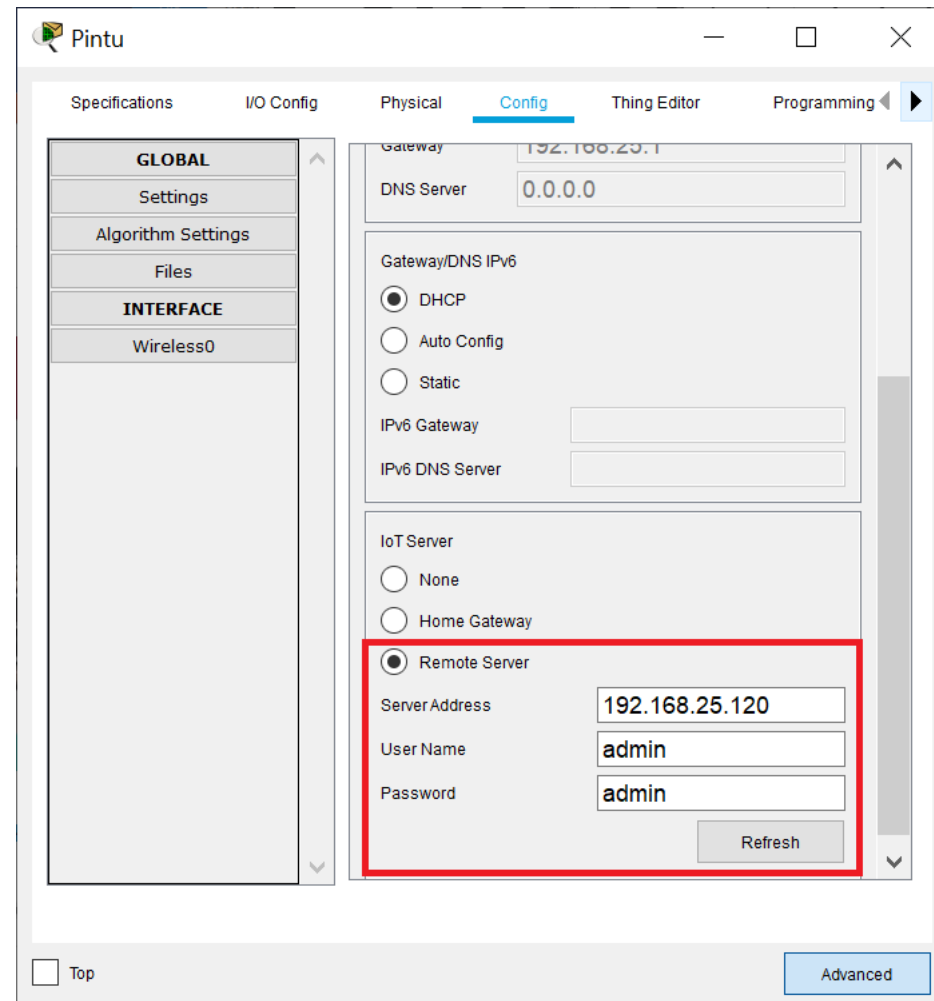 Pintu
Specifications I/O Config Physical Config Thing Editor Programming
GLOBAL
Settings
Algorithm Settings
Files
INTERFACE
Wireless0
Gateway 192.168.25.1
DNS Server 0.0.0.0
Gateway/DNS IPv6
DHCP
Auto Config
Static
IPv6 Gateway
IPv6 DNS Server
IoT Server
None
Home Gateway
Remote Server
Server Address 192.168.25.120
User Name admin
Password admin
Refresh
Top
Advanced